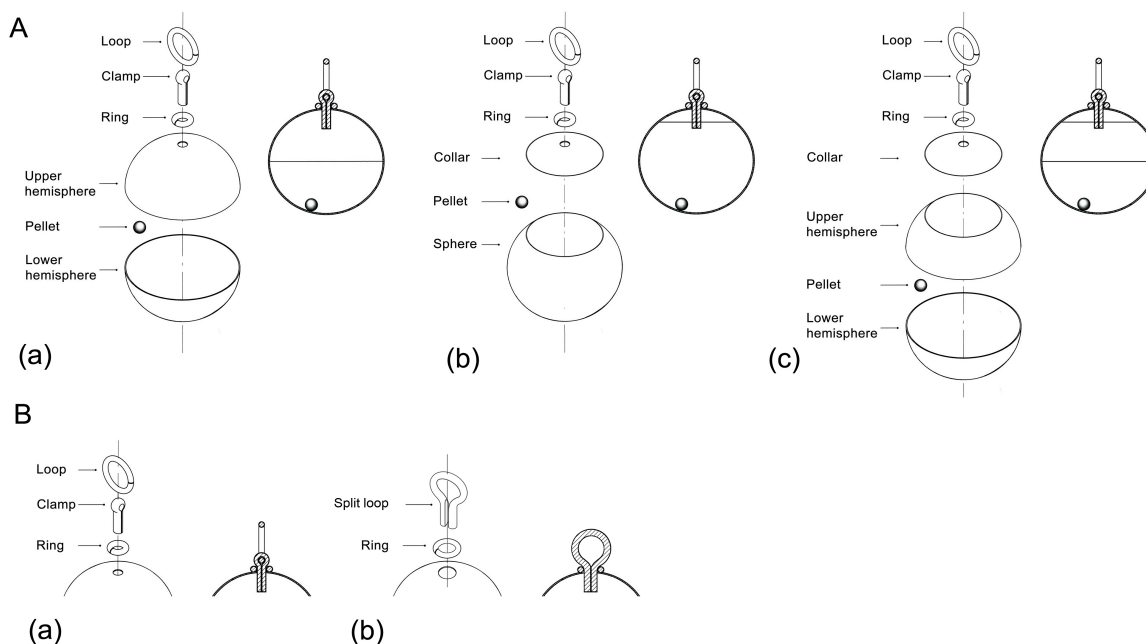 A
Loop
Clamp
Ring
Upper
hemisphere
Pellet
Lower
hemisphere
(a)
Loop
Clamp
Ring
Collar
Pellet
Sphere
(b)
Loop
Clamp
Ring
Collar
Upper
hemisphere
Pellet
Lower
hemisphere
(c)
B
Loop
Clamp
Ring
(a)
Split loop
Ring
(b)